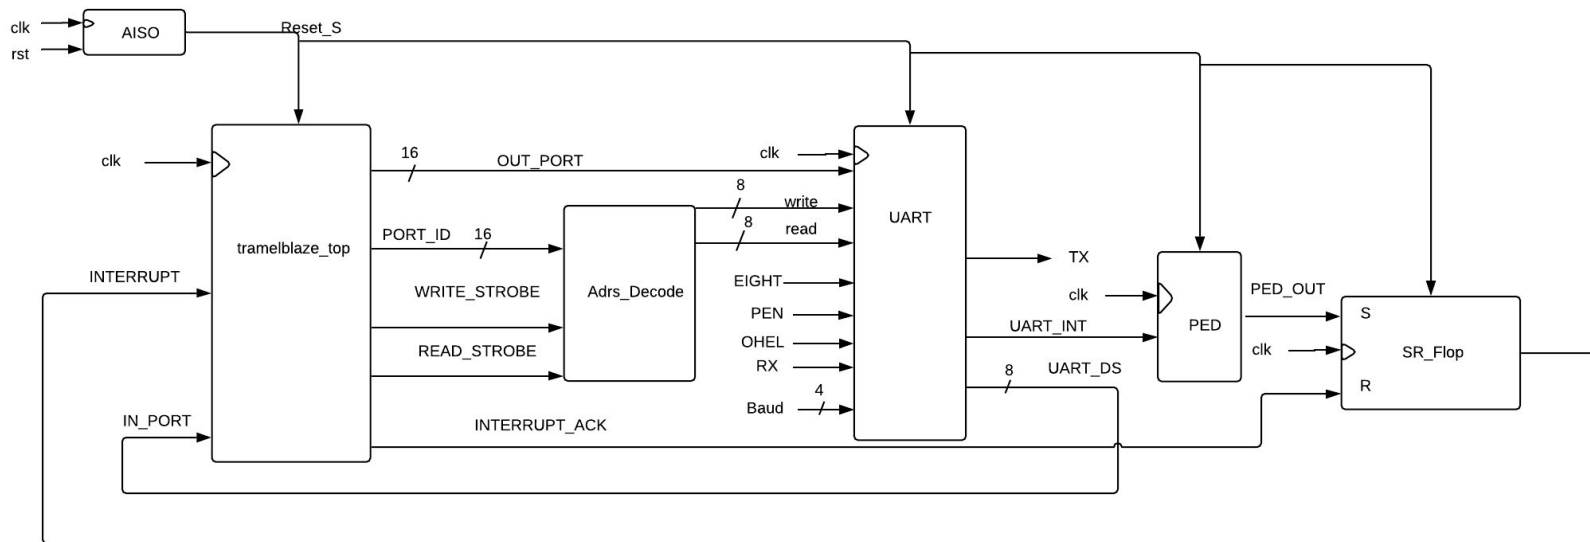 clk
rst
AISO
Reset_S
clk
INTERRUPT
IN_PORT
tramelblaze_top
16
OUT_PORT
PORT_ID
16
WRITE_STROBE
READ_STROBE
INTERRUPT_ACK
Adrs_Decode
8
write
8
read
clk
EIGHT
PEN
OHEL
RX
Baud
4
UART
TX
UART_INT
8
UART_DS
clk
PED
PED_OUT
clk
S
R
SR_Flop